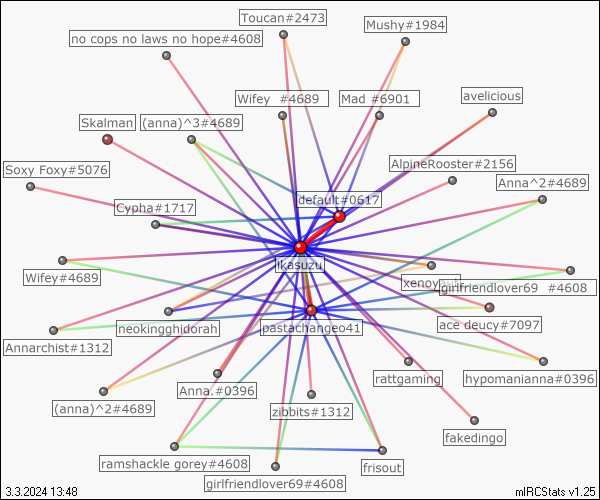 Toucan#2473
Mushy#1984
no cops no laws no hope#4608
Wifey #4689
Mad #6901
avelicious
Skalman
(anna)^3#4689
AlpineRooster#2156
Soxy Foxy#5076
Anna^2#4689
default#0617
Cypha#1717
ikasuzu
Wifey#4689
girlfriendlover69 #4608
neokingghidorah
passtachangeo41
ace deucy#7097
Annarchist#1312
Anna.#0396
rattgaming
hypomanianna#0396
(anna)^2#4689
zibbits#1312
fakedingo
ramshackle gorey#4608
frisout
girlfriendlover69#4608
3.3.2024 13:48
mIRCStats v1.25